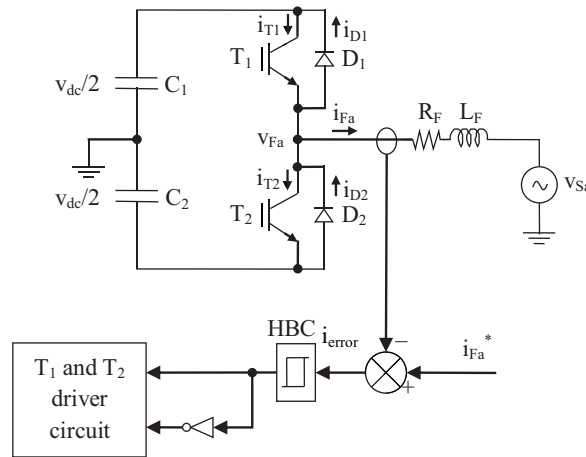 i_T1
i_D1
T_1
D_1
v_dc/2
C_1
i_Fa
R_F
L_F
v_Fa
v_Sa
i_T2
i_D2
v_dc/2
C_2
T_2
D_2
HBC
i_error
−
i_Fa*
+
T_1 and T_2
driver
circuit